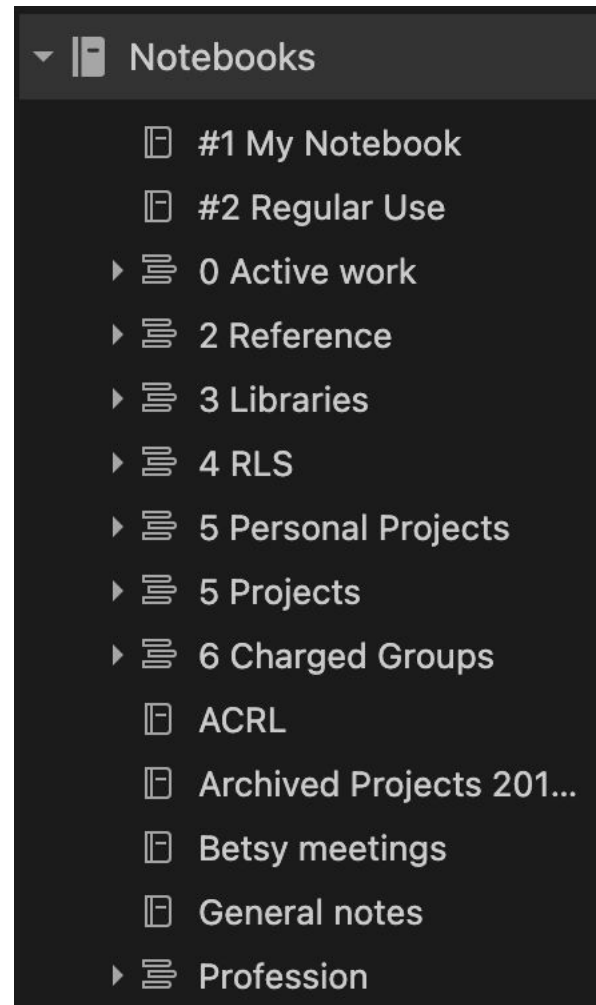 Notebooks
#1 My Notebook
#2 Regular Use
0 Active work
2 Reference
3 Libraries
4 RLS
5 Personal Projects
5 Projects
6 Charged Groups
ACRL
Archived Projects 201...
Betsy meetings
General notes
Profession